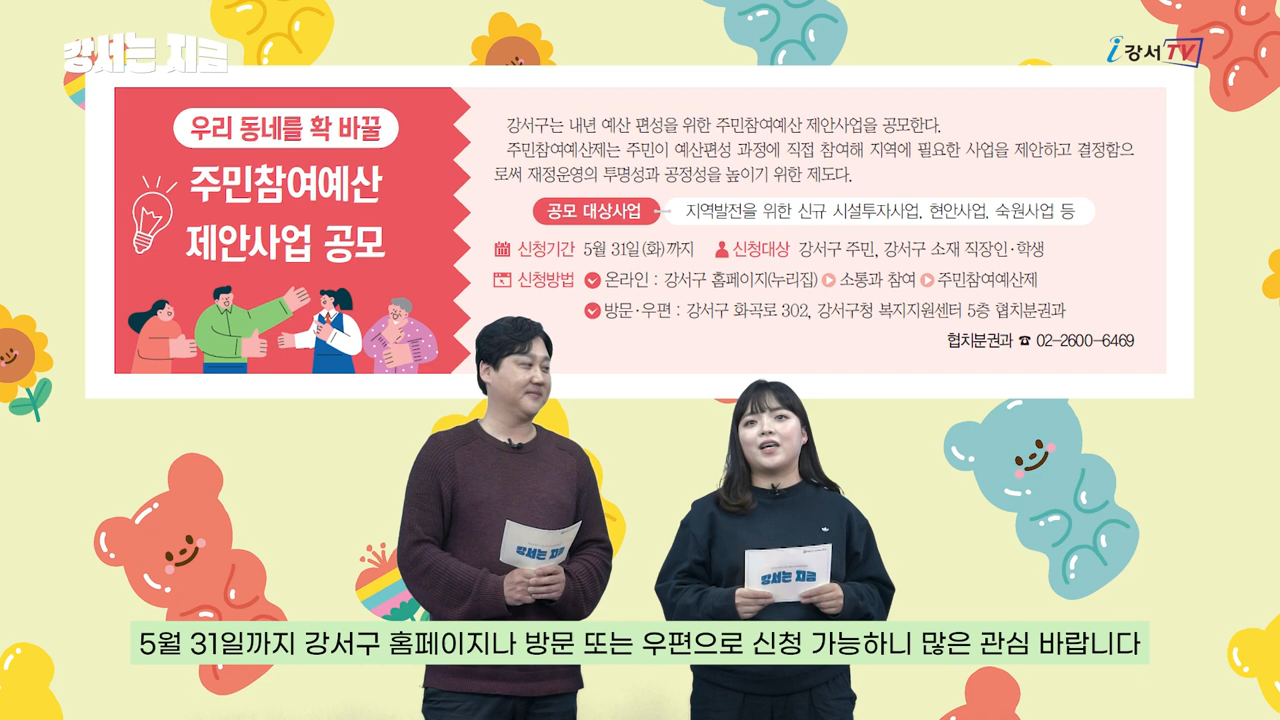 강서는 지금
i강서TV
우리 동네를 확 바꿀
주민참여예산
제안사업 공모
강서구는 내년 예산 편성을 위한 주민참여예산 제안사업을 공모한다.
주민참여예산제는 주민이 예산편성 과정에 직접 참여해 지역에 필요한 사업을 제안하고 결정함으
로써 재정운영의 투명성과 공정성을 높이기 위한 제도다.
공모 대상사업 지역발전을 위한 신규 시설투자사업, 현안사업, 숙원사업 등
신청기간 5월 31일(화)까지 신청대상 강서구 주민, 강서구 소재 직장인·학생
신청방법 온라인 : 강서구 홈페이지(누리집) 소통과 참여 주민참여예산제
방문·우편 : 강서구 화곡로 302, 강서구청 복지지원센터 5층 협치분권과
협치분권과 ☎ 02-2600-6469
강서는 지금
강서는 지금
5월 31일까지 강서구 홈페이지나 방문 또는 우편으로 신청 가능하니 많은 관심 바랍니다